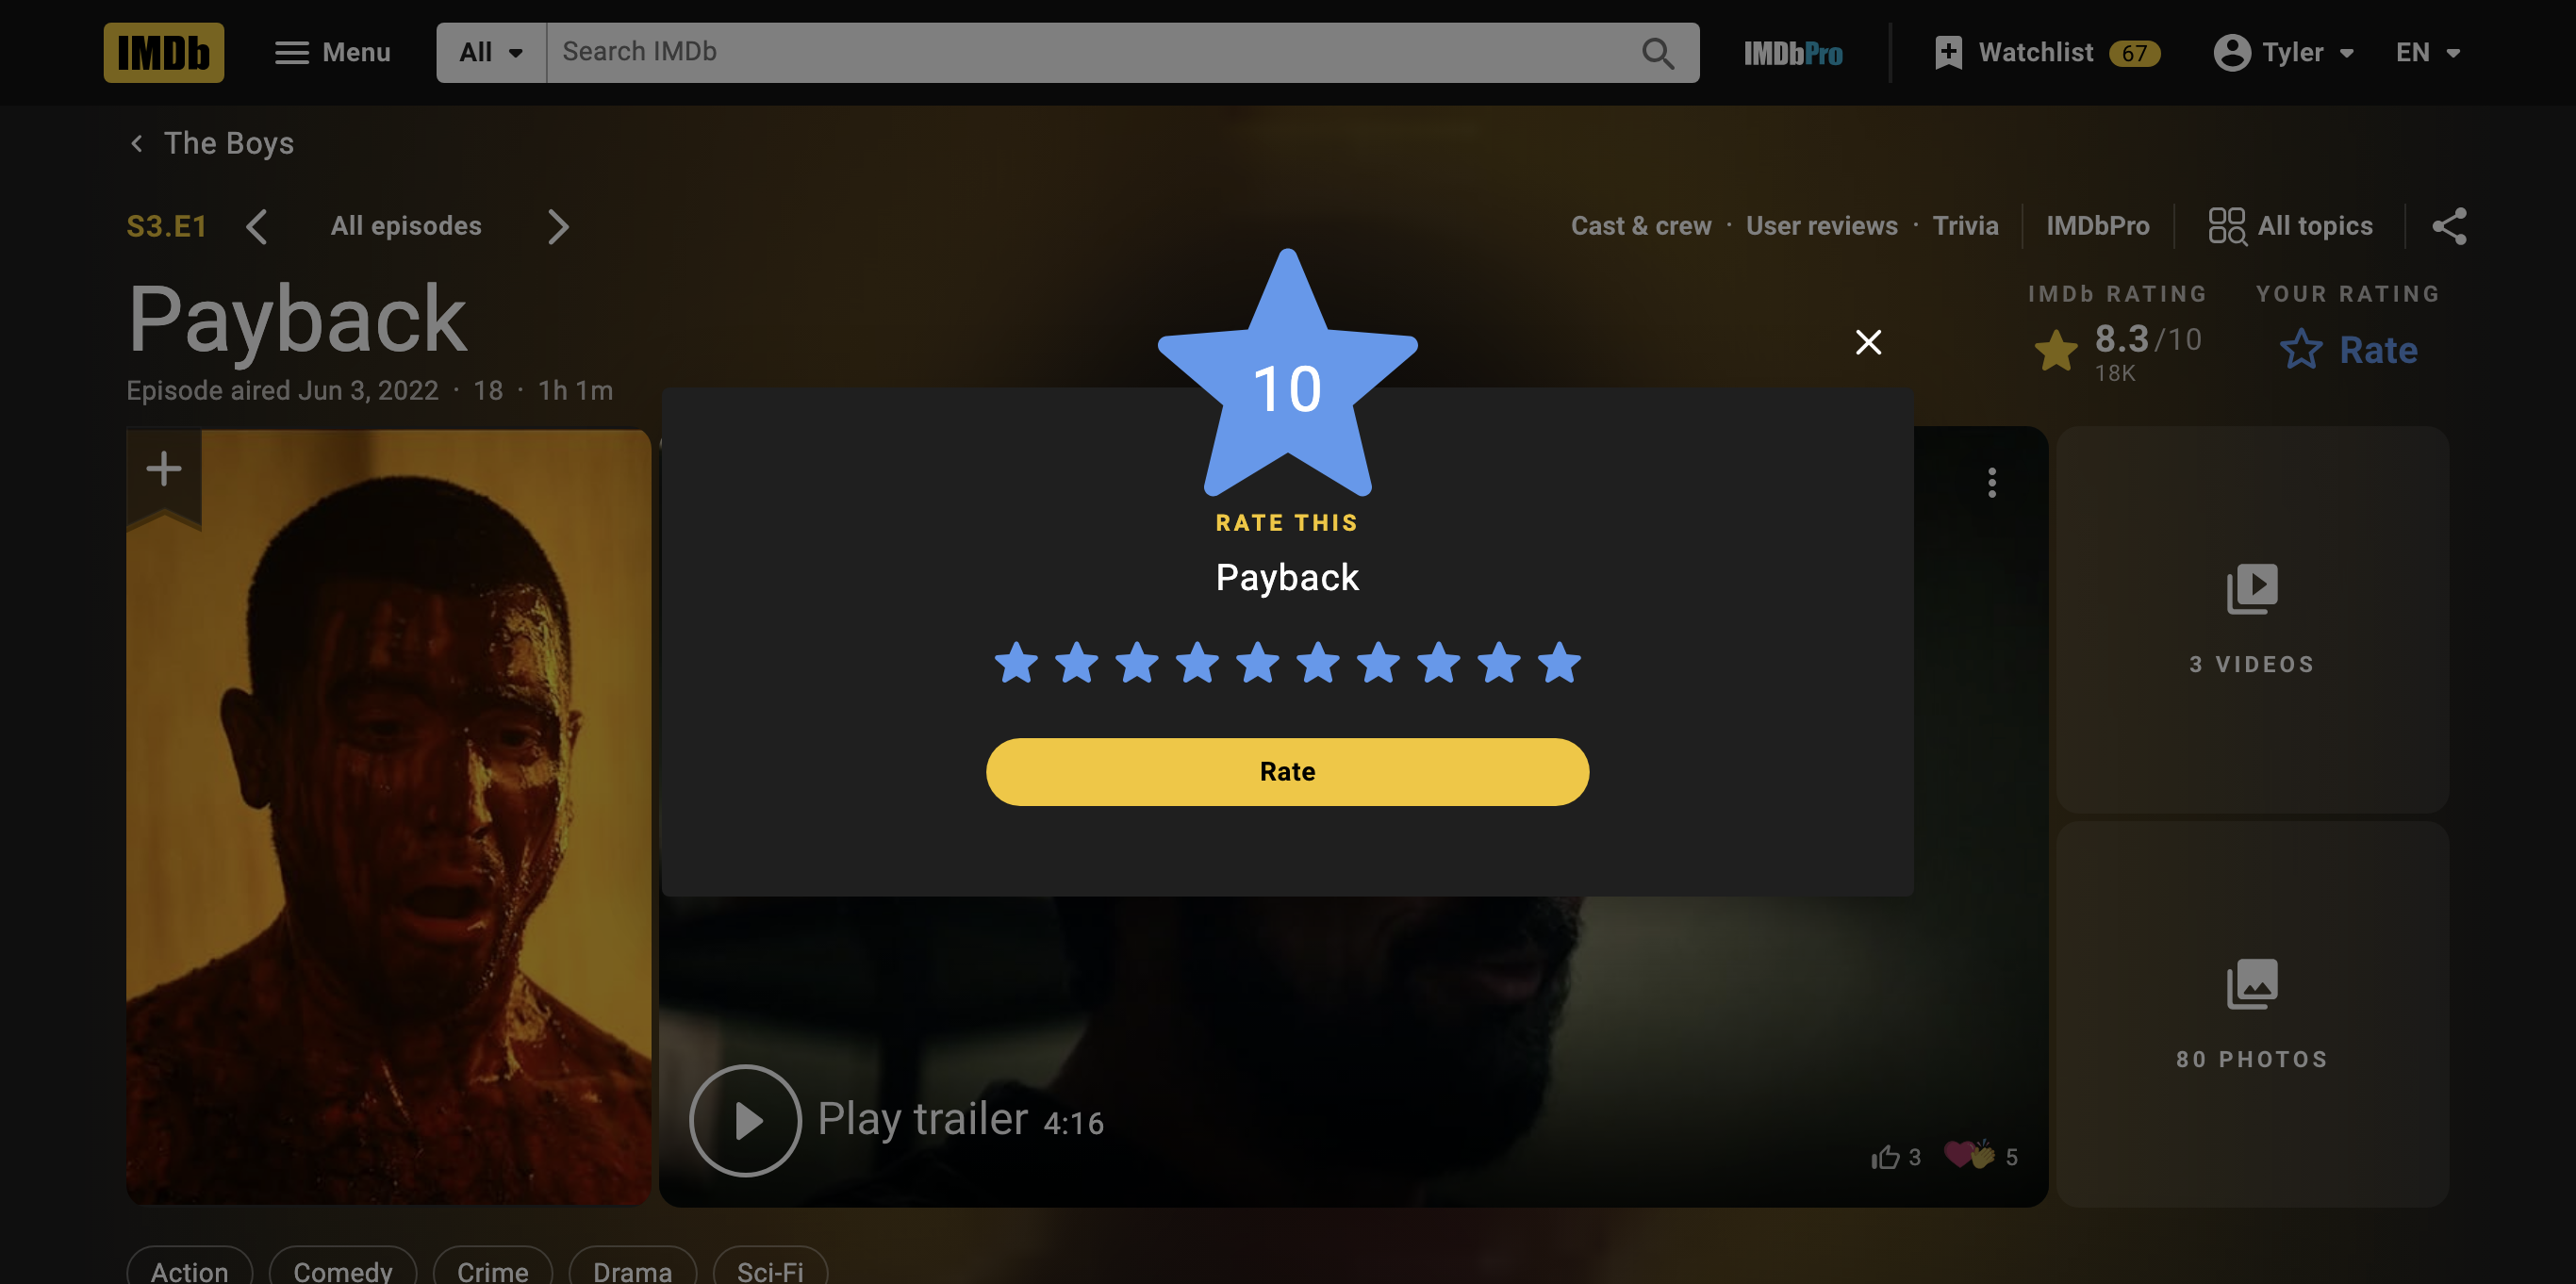 IMDb Menu All Search IMDb IMDbPro Watchlist 67 Tyler EN
The Boys
S3.E1 All episodes Cast & crew · User reviews · Trivia IMDbPro All topics
Payback
Episode aired Jun 3, 2022 · 18 · 1h 1m
IMDb RATING YOUR RATING
8.3/10 Rate
18K
10
RATE THIS
Payback
Rate
3 VIDEOS
80 PHOTOS
Play trailer 4:16
3 5
Action Comedy Crime Drama Sci-Fi